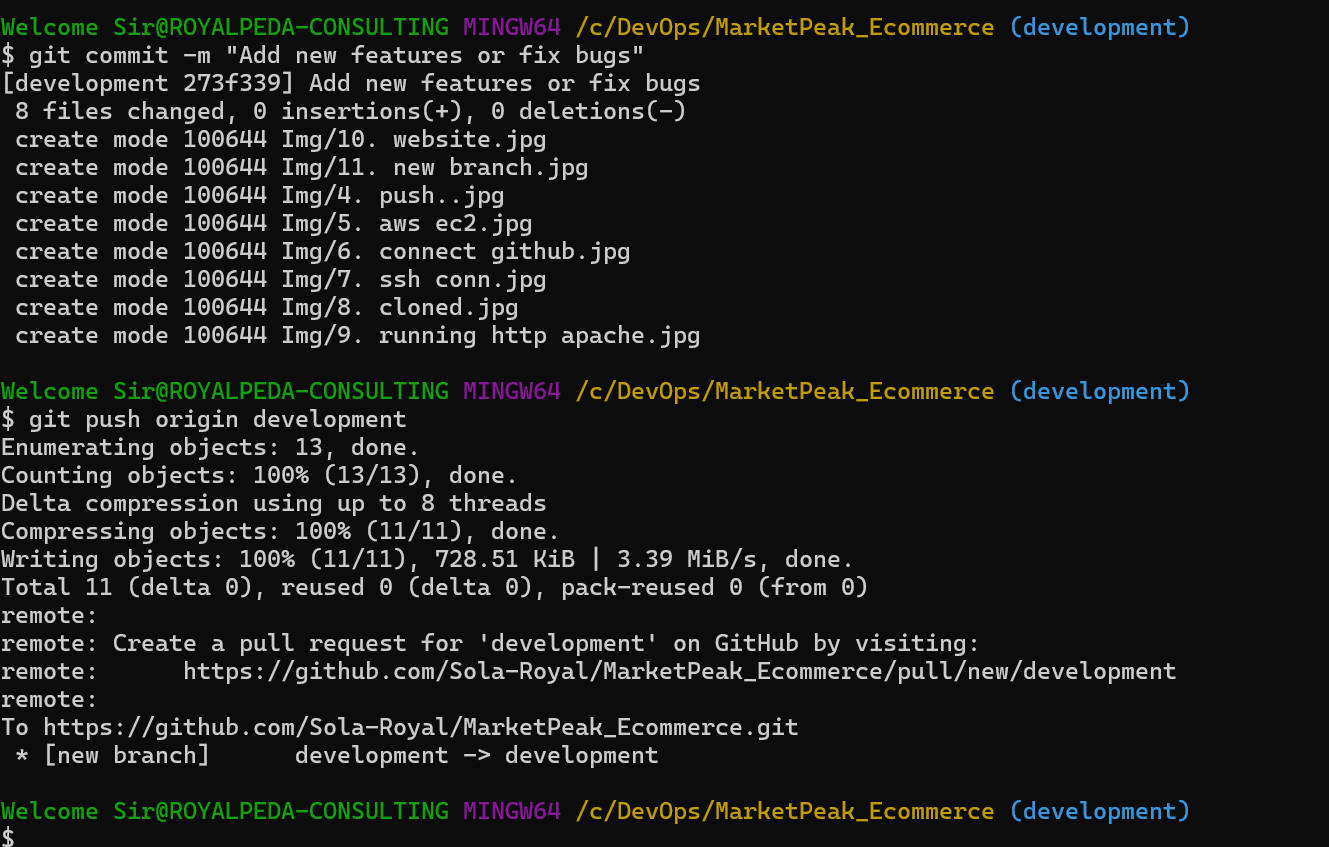 Welcome Sir@ROYALPEDA-CONSULTING MINGW64 /c/DevOps/MarketPeak_Ecommerce (development)
$ git commit -m "Add new features or fix bugs"
[development 273f339] Add new features or fix bugs
 8 files changed, 0 insertions(+), 0 deletions(-)
 create mode 100644 Img/10. website.jpg
 create mode 100644 Img/11. new branch.jpg
 create mode 100644 Img/4. push..jpg
 create mode 100644 Img/5. aws ec2.jpg
 create mode 100644 Img/6. connect github.jpg
 create mode 100644 Img/7. ssh conn.jpg
 create mode 100644 Img/8. cloned.jpg
 create mode 100644 Img/9. running http apache.jpg

Welcome Sir@ROYALPEDA-CONSULTING MINGW64 /c/DevOps/MarketPeak_Ecommerce (development)
$ git push origin development
Enumerating objects: 13, done.
Counting objects: 100% (13/13), done.
Delta compression using up to 8 threads
Compressing objects: 100% (11/11), done.
Writing objects: 100% (11/11), 728.51 KiB | 3.39 MiB/s, done.
Total 11 (delta 0), reused 0 (delta 0), pack-reused 0 (from 0)
remote:
remote: Create a pull request for 'development' on GitHub by visiting:
remote:      https://github.com/Sola-Royal/MarketPeak_Ecommerce/pull/new/development
remote:
To https://github.com/Sola-Royal/MarketPeak_Ecommerce.git
 * [new branch]      development -> development

Welcome Sir@ROYALPEDA-CONSULTING MINGW64 /c/DevOps/MarketPeak_Ecommerce (development)
$